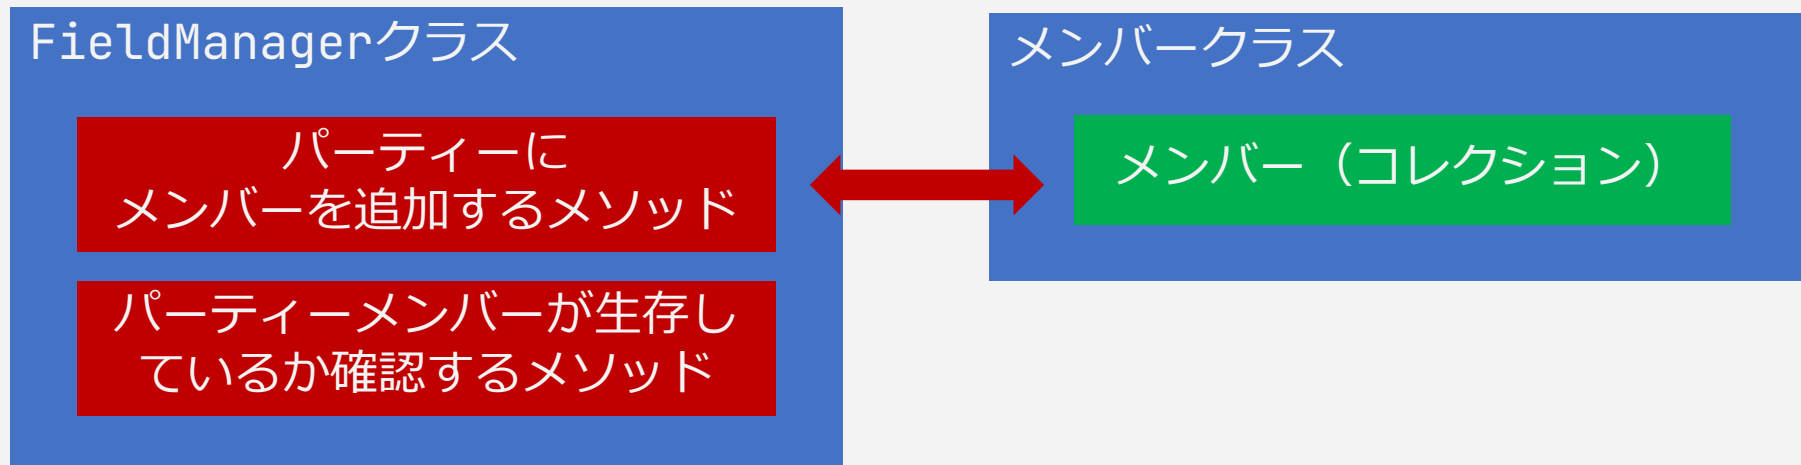 FieldManagerクラス
パーティーに
メンバーを追加するメソッド
パーティーメンバーが生存し
ているか確認するメソッド
メンバークラス
メンバー（コレクション）